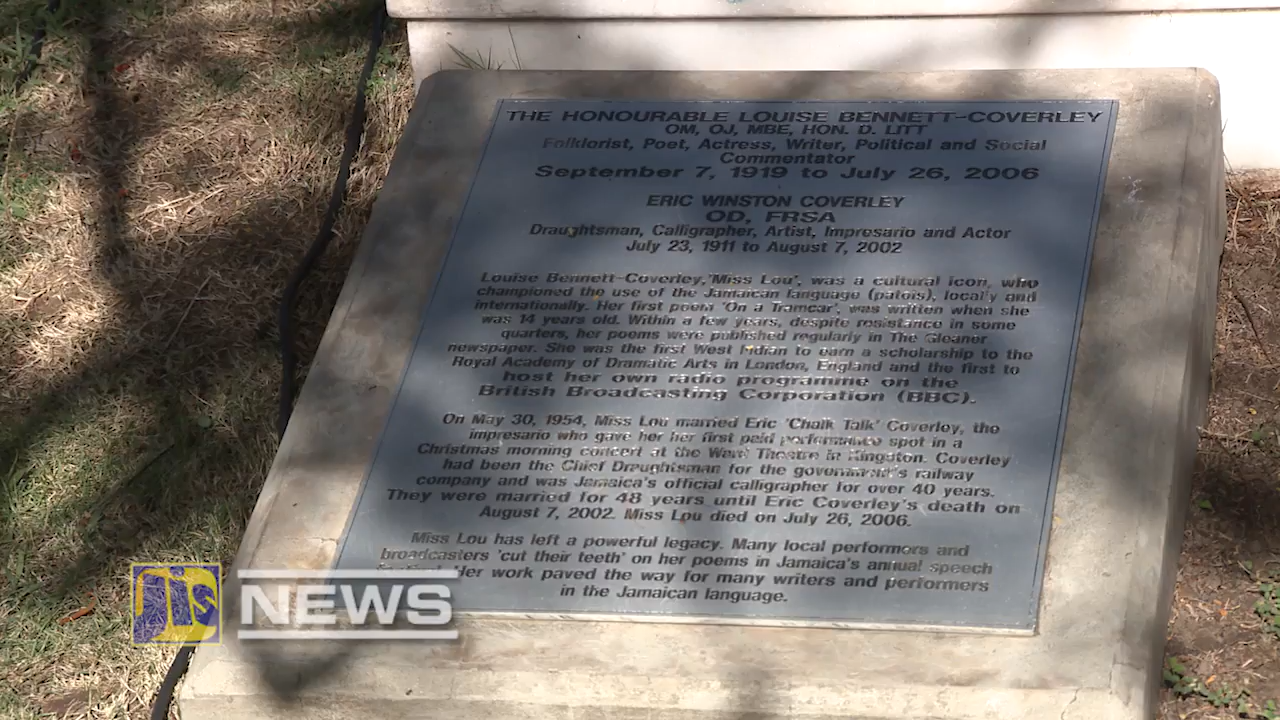 THE HONOURABLE LOUISE BENNETT-COVERLEY
OM, OJ, MBE, HON. D. LITT
Folklorist, Poet, Actress, Writer, Political and Social
Commentator
September 7, 1919 to July 26, 2006
ERIC WINSTON COVERLEY
OD, FRSA
Draughtsman, Calligrapher, Artist, Impresario and Actor
July 23, 1911 to August 7, 2002
Louise Bennett-Coverley, 'Miss Lou', was a cultural icon, who
championed the use of the Jamaican language (patois), locally and
internationally. Her first poem 'On a Tramcar', was written when she
was 14 years old. Within a few years, despite resistance in some
quarters, her poems were published regularly in The Gleaner
newspaper. She was the first West Indian to earn a scholarship to the
Royal Academy of Dramatic Arts in London, England and the first to
host her own radio programme on the
British Broadcasting Corporation (BBC).
On May 30, 1954, Miss Lou married Eric 'Chalk Talk' Coverley, the
impresario who gave her her first paid performance spot in a
Christmas morning concert at the Ward Theatre in Kingston. Coverley
had been the Chief Draughtsman for the government's railway
company and was Jamaica's official calligrapher for over 40 years.
They were married for 48 years until Eric Coverley's death on
August 7, 2002. Miss Lou died on July 26, 2006.
Miss Lou has left a powerful legacy. Many local performers and
broadcasters 'cut their teeth' on her poems in Jamaica's annual speech
Her work paved the way for many writers and performers
in the Jamaican language.
jis NEWS